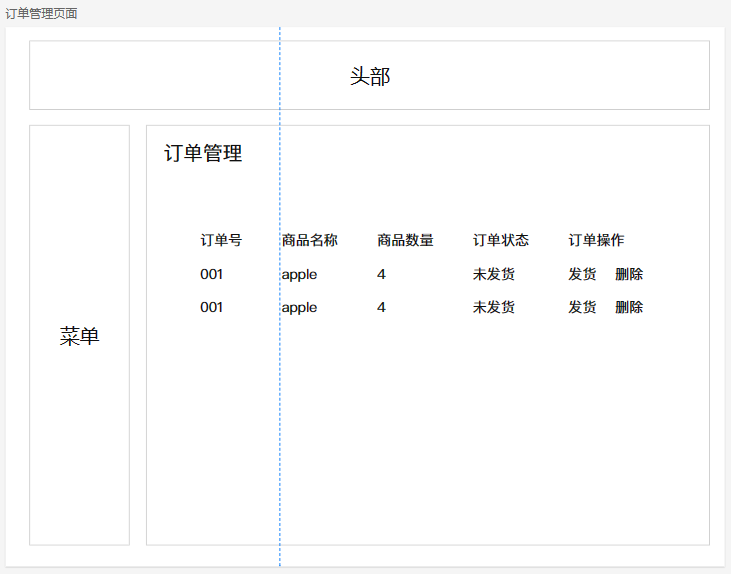 订单管理页面
头部
菜单
订单管理
订单号 商品名称 商品数量 订单状态 订单操作
001 apple 4 未发货 发货 删除
001 apple 4 未发货 发货 删除